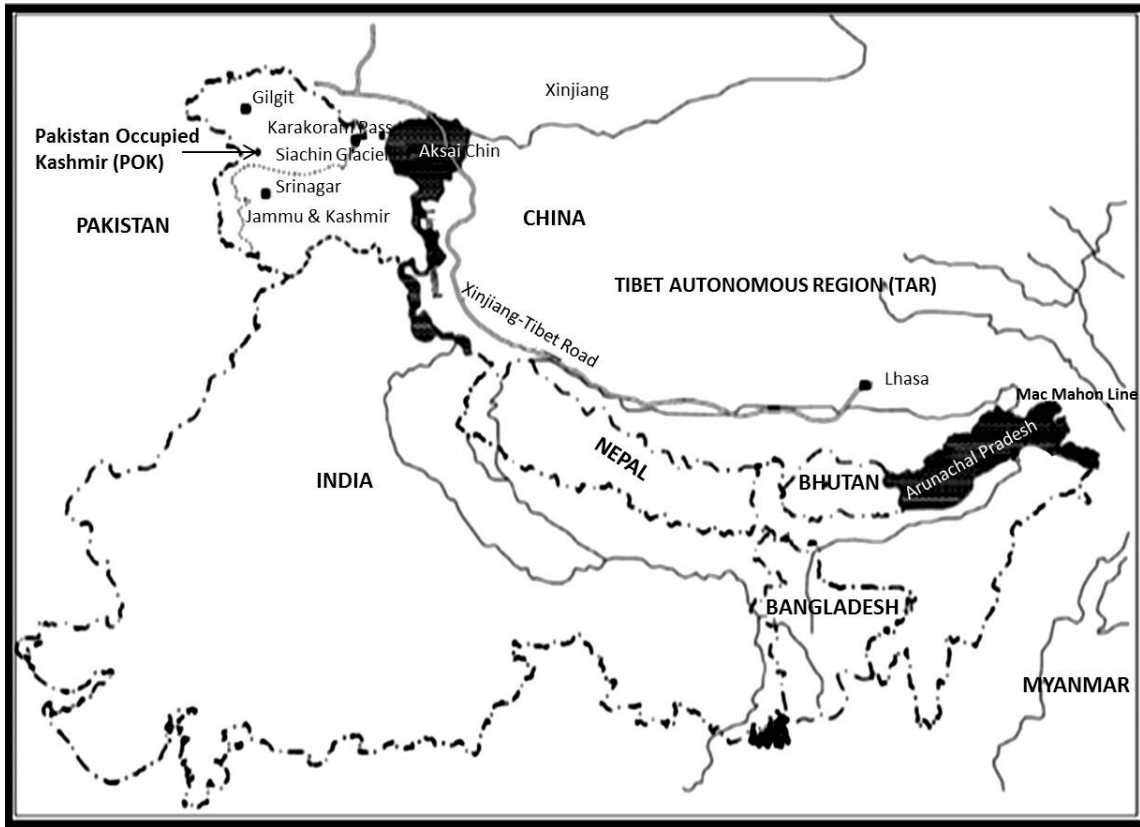 Xinjiang
Gilgit
Karakoram Pass
Pakistan Occupied
Kashmir (POK)
Siachin Glacier
Aksai Chin
Srinagar
Jammu & Kashmir
PAKISTAN
CHINA
TIBET AUTONOMOUS REGION (TAR)
Xinjiang-Tibet Road
Lhasa
Mac Mahon Line
NEPAL
INDIA
BHUTAN
Arunachal Pradesh
BANGLADESH
MYANMAR